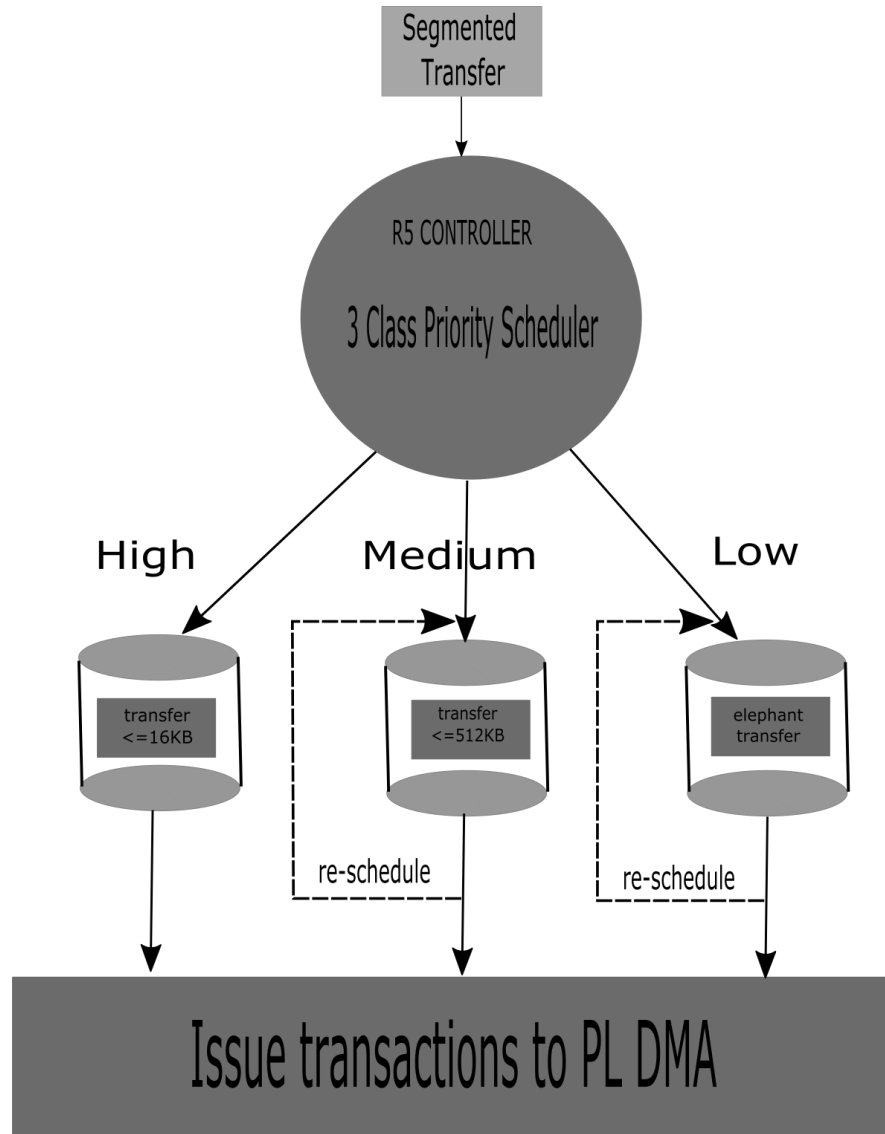 Segmented
Transfer
R5 CONTROLLER
3 Class Priority Scheduler
High
Medium
Low
transfer
<=16KB
transfer
<=512KB
elephant
transfer
re-schedule
re-schedule
Issue transactions to PL DMA